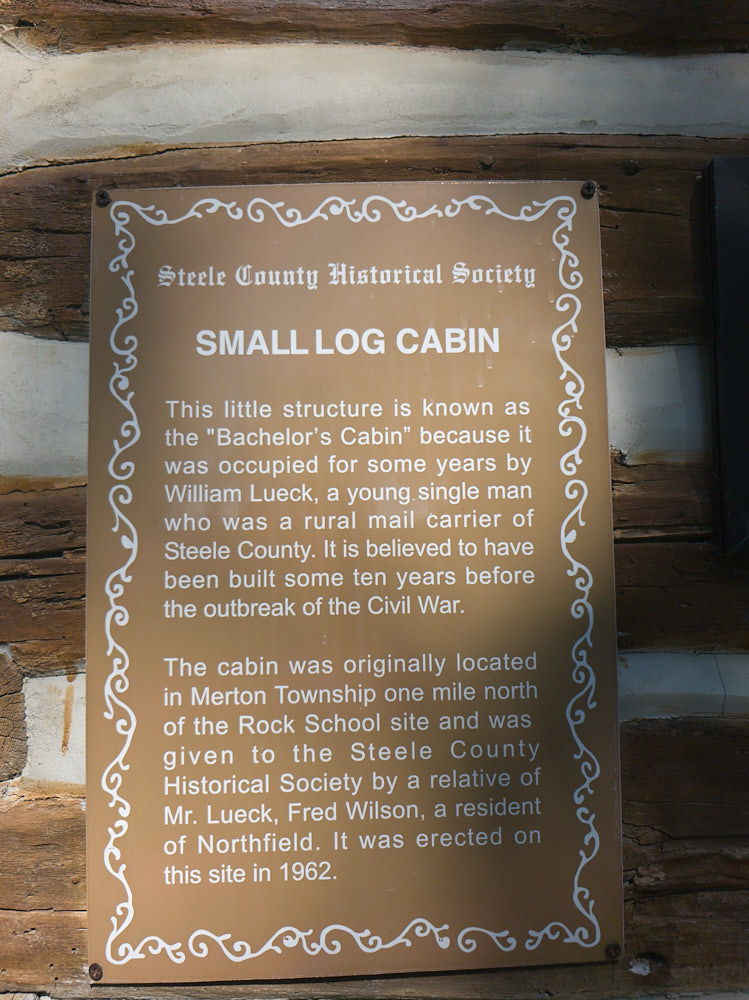 Steele County Historical Society
SMALL LOG CABIN
This little structure is known as
the "Bachelor's Cabin” because it
was occupied for some years by
William Lueck, a young single man
who was a rural mail carrier of
Steele County. It is believed to have
been built some ten years before
the outbreak of the Civil War.
The cabin was originally located
in Merton Township one mile north
of the Rock School site and was
given to the Steele County
Historical Society by a relative of
Mr. Lueck, Fred Wilson, a resident
of Northfield. It was erected on
this site in 1962.